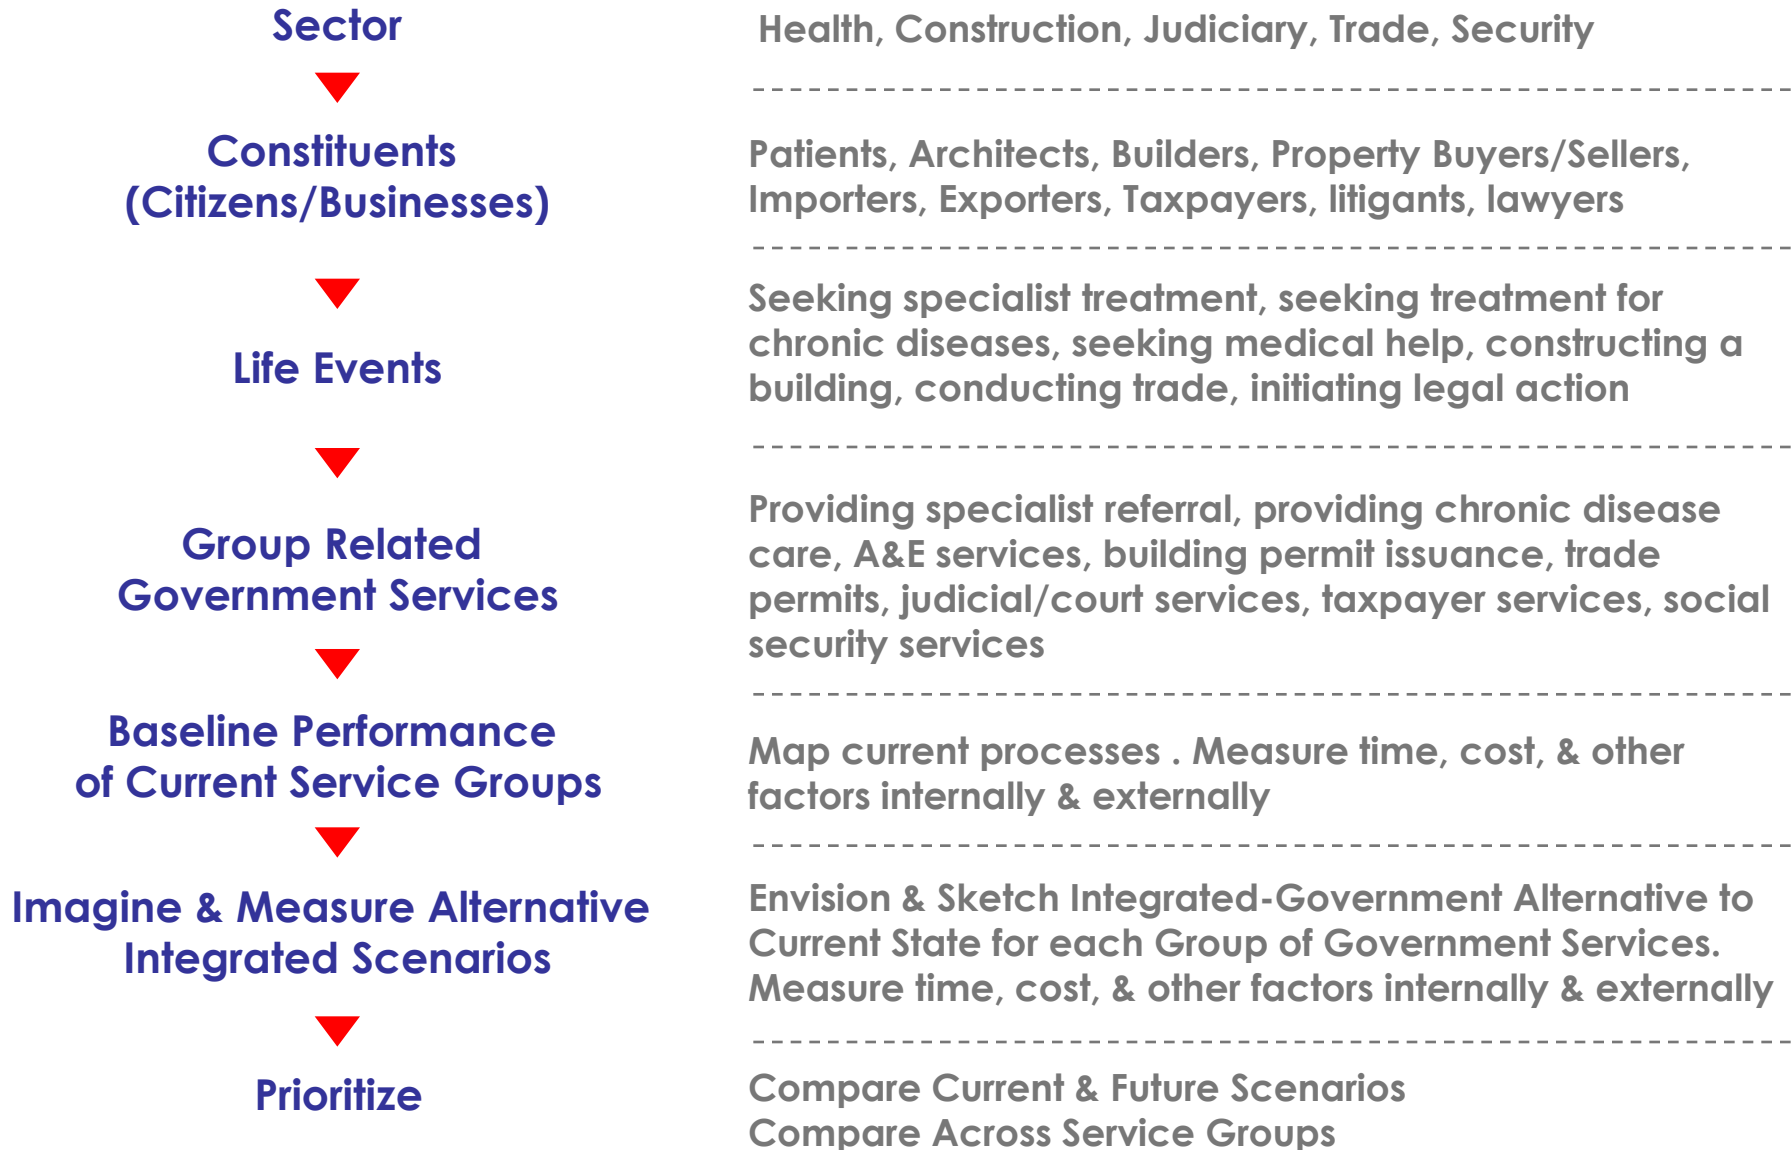 Sector
Health, Construction, Judiciary, Trade, Security
Constituents
(Citizens/Businesses)
Patients, Architects, Builders, Property Buyers/Sellers,
Importers, Exporters, Taxpayers, litigants, lawyers
Life Events
Seeking specialist treatment, seeking treatment for
chronic diseases, seeking medical help, constructing a
building, conducting trade, initiating legal action
Group Related
Government Services
Providing specialist referral, providing chronic disease
care, A&E services, building permit issuance, trade
permits, judicial/court services, taxpayer services, social
security services
Baseline Performance
of Current Service Groups
Map current processes . Measure time, cost, & other
factors internally & externally
Imagine & Measure Alternative
Integrated Scenarios
Envision & Sketch Integrated-Government Alternative to
Current State for each Group of Government Services.
Measure time, cost, & other factors internally & externally
Prioritize
Compare Current & Future Scenarios
Compare Across Service Groups